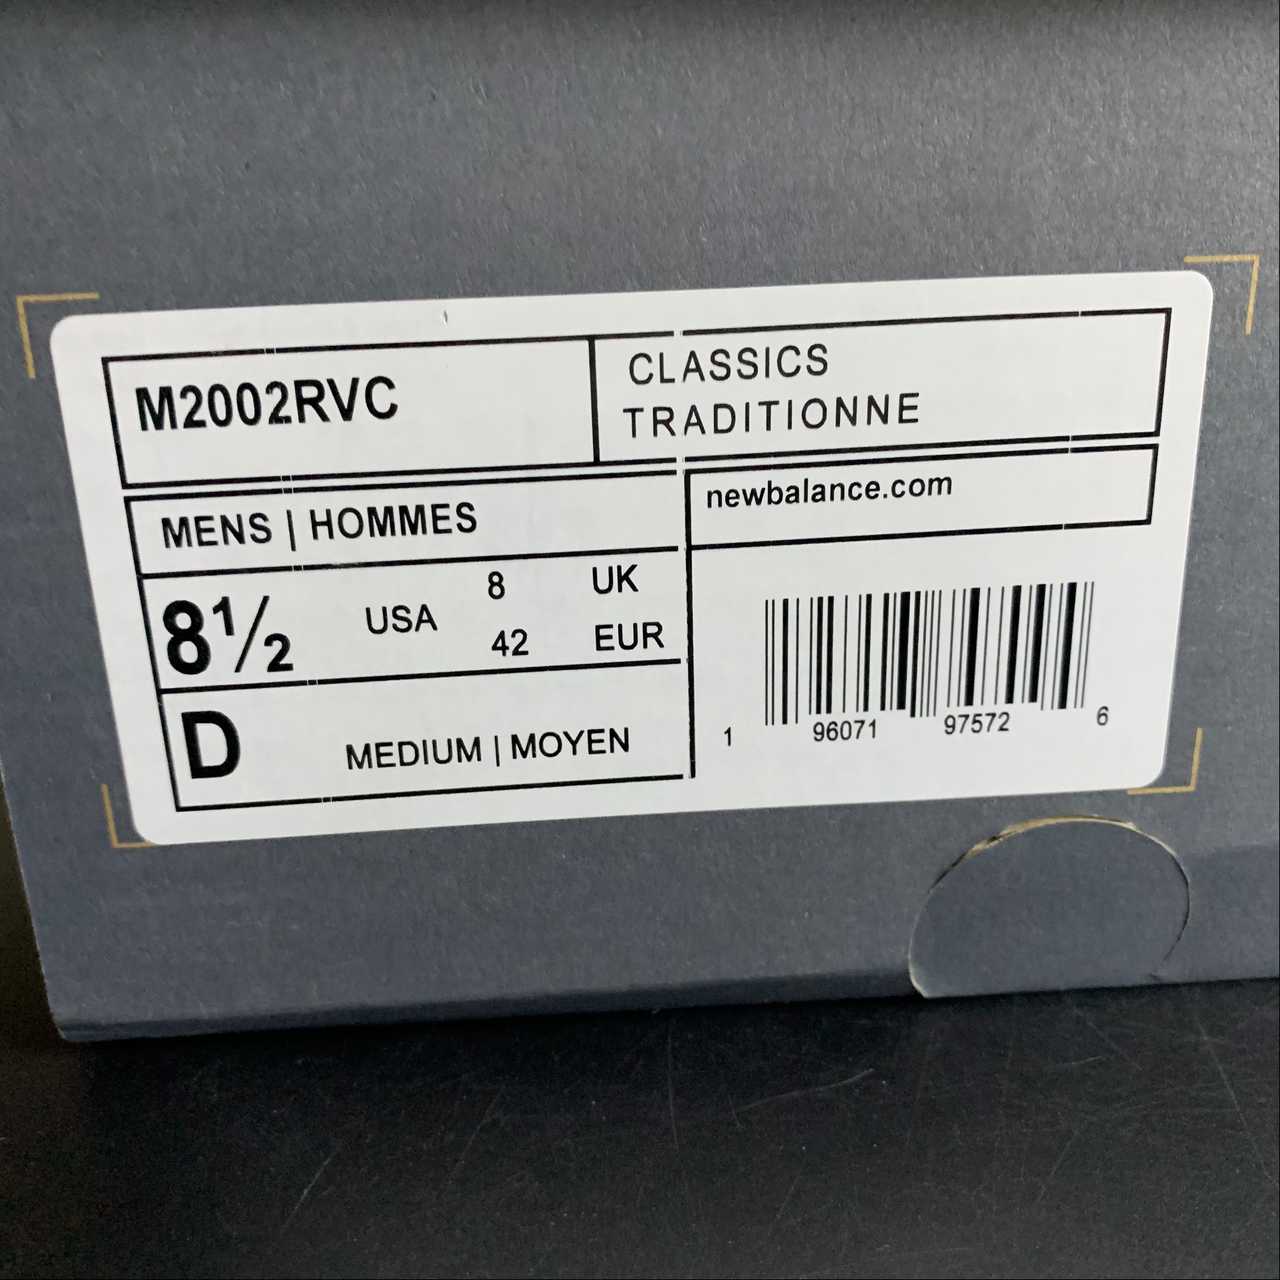 M2002RVC
CLASSICS
TRADITIONNE
MENS | HOMMES
newbalance.com
8½ USA
8 UK
42 EUR
D MEDIUM | MOYEN
1 96071 97572 6